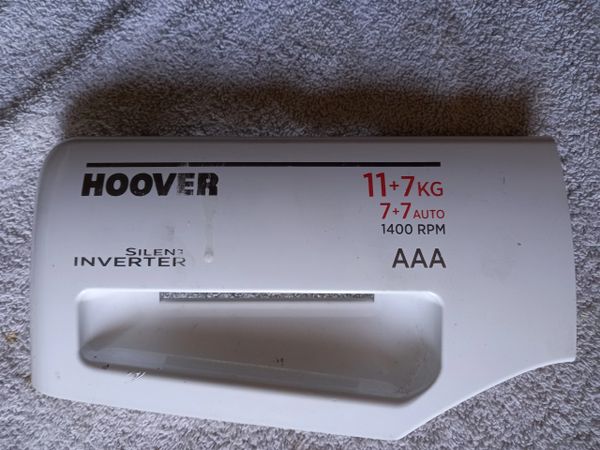 HOOVER
11+7KG
7+7 AUTO
1400 RPM
SILENT
INVERTER
AAA